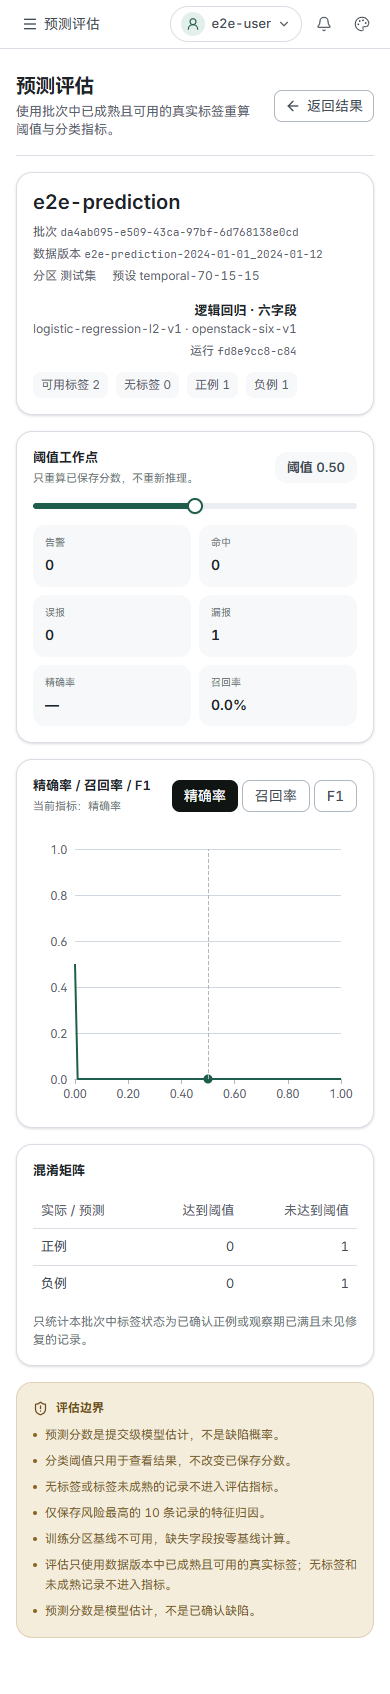 预测评估
e2e-user
预测评估
使用批次中已成熟且可用的真实标签重算
阈值与分类指标。
返回结果
e2e-prediction
批次 da4ab095-e509-43ca-97bf-6d768138e0cd
数据版本 e2e-prediction-2024-01-01_2024-01-12
分区 测试集 预设 temporal-70-15-15
逻辑回归 · 六字段
logistic-regression-l2-v1 · openstack-six-v1
运行 fd8e9cc8-c84
可用标签 2 无标签 0 正例 1 负例 1
阈值工作点
只重算已保存分数，不重新推理。
阈值 0.50
告警 命中
0 0
误报 漏报
0 1
精确率 召回率
— 0.0%
精确率 / 召回率 / F1
当前指标：精确率
精确率 召回率 F1
1.0
0.8
0.6
0.4
0.2
0.0
0.00 0.20 0.40 0.60 0.80 1.00
混淆矩阵
实际 / 预测 达到阈值 未达到阈值
正例 0 1
负例 0 1
只统计本批次中标签状态为已确认正例或观察期已满且未见修
复的记录。
评估边界
预测分数是提交级模型估计，不是缺陷概率。
分类阈值只用于查看结果，不改变已保存分数。
无标签或标签未成熟的记录不进入评估指标。
仅保存风险最高的 10 条记录的特征归因。
训练分区基线不可用，缺失字段按零基线计算。
评估只使用数据版本中已成熟且可用的真实标签；无标签和
未成熟记录不进入指标。
预测分数是模型估计，不是已确认缺陷。